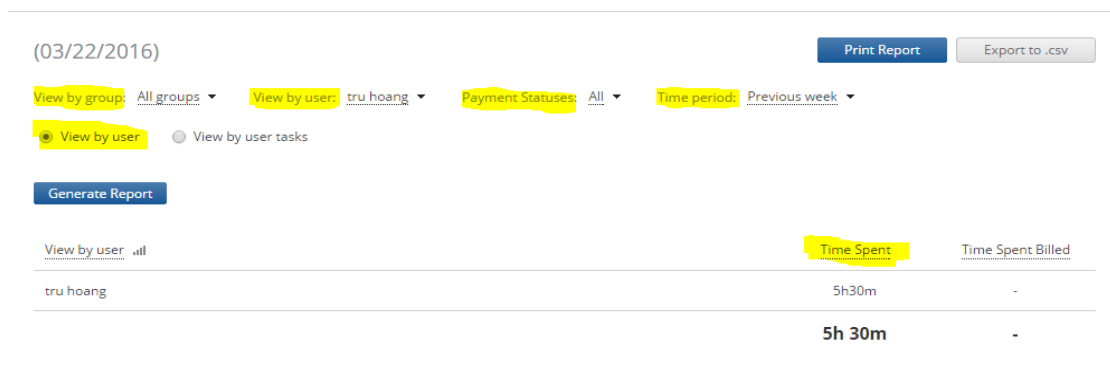 (03/22/2016) Print Report Export to .csv
View by group: All groups View by user: tru hoang Payment Statuses: All Time period: Previous week
View by user View by user tasks
Generate Report
View by user Time Spent Time Spent Billed
tru hoang 5h30m -
5h 30m -